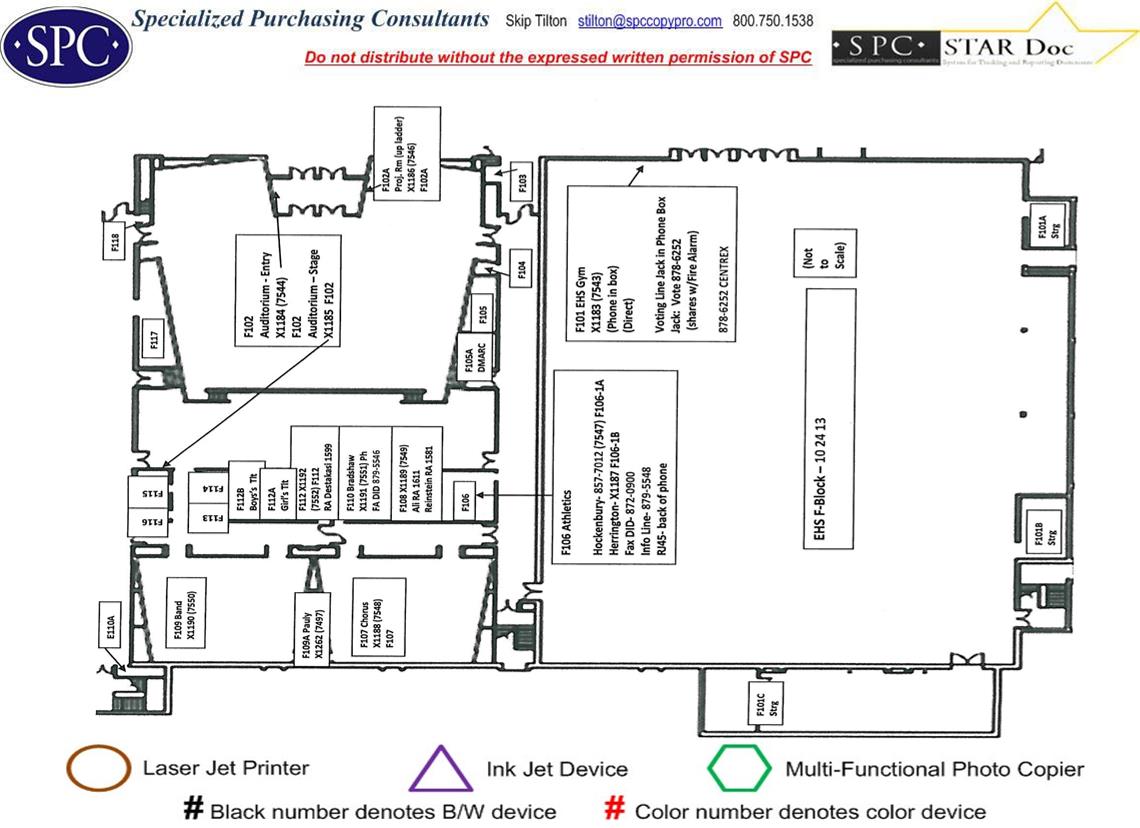 SPC
Specialized Purchasing Consultants Skip Tilton stilton@spccopypro.com 800.750.1538
Do not distribute without the expressed written permission of SPC
SPC STAR Doc
specialized purchasing consultants System for Tracking and Reporting Documents
F102A
Proj. Rm (up ladder)
X1186 (7546)
F102A
F103
F118
F104
F102
Auditorium - Entry
X1184 (7544)
F102
Auditorium – Stage
X1185 F102
F117
F105
F105A
DMARC
F101 EHS Gym
X1183 (7543)
(Phone in box)
(Direct)
Voting Line Jack in Phone Box
Jack: Vote 878-6252
(shares w/Fire Alarm)
878-6252 CENTREX
(Not
to
Scale)
F101A
Strg
EHS F-Block – 10 24 13
F115
F116
F114
F113
F112B
Boys's Tlt
F112A
Girl's Tlt
F112 X1192
(7552) F112
RA Destakasi 1599
F110 Bradshaw
X1191 (7551) Ph
FA DID 879-5546
F108 X1189 (7549)
Ali RA 1611
Reinstein RA 1581
F106
F106 Athletics
Hockenbury- 857-7012 (7547) F106-1A
Herrington- X1187 F106-1B
Fax DID- 872-0900
Info Line- 879-5548
RJ45- back of phone
F101B
Strg
E110A
F109 Band
X1190 (7550)
F109A Pauly
X1262 (7497)
F107 Chorus
X1188 (7548)
F107
F101C
Strg
Laser Jet Printer
Ink Jet Device
Multi-Functional Photo Copier
# Black number denotes B/W device
# Color number denotes color device